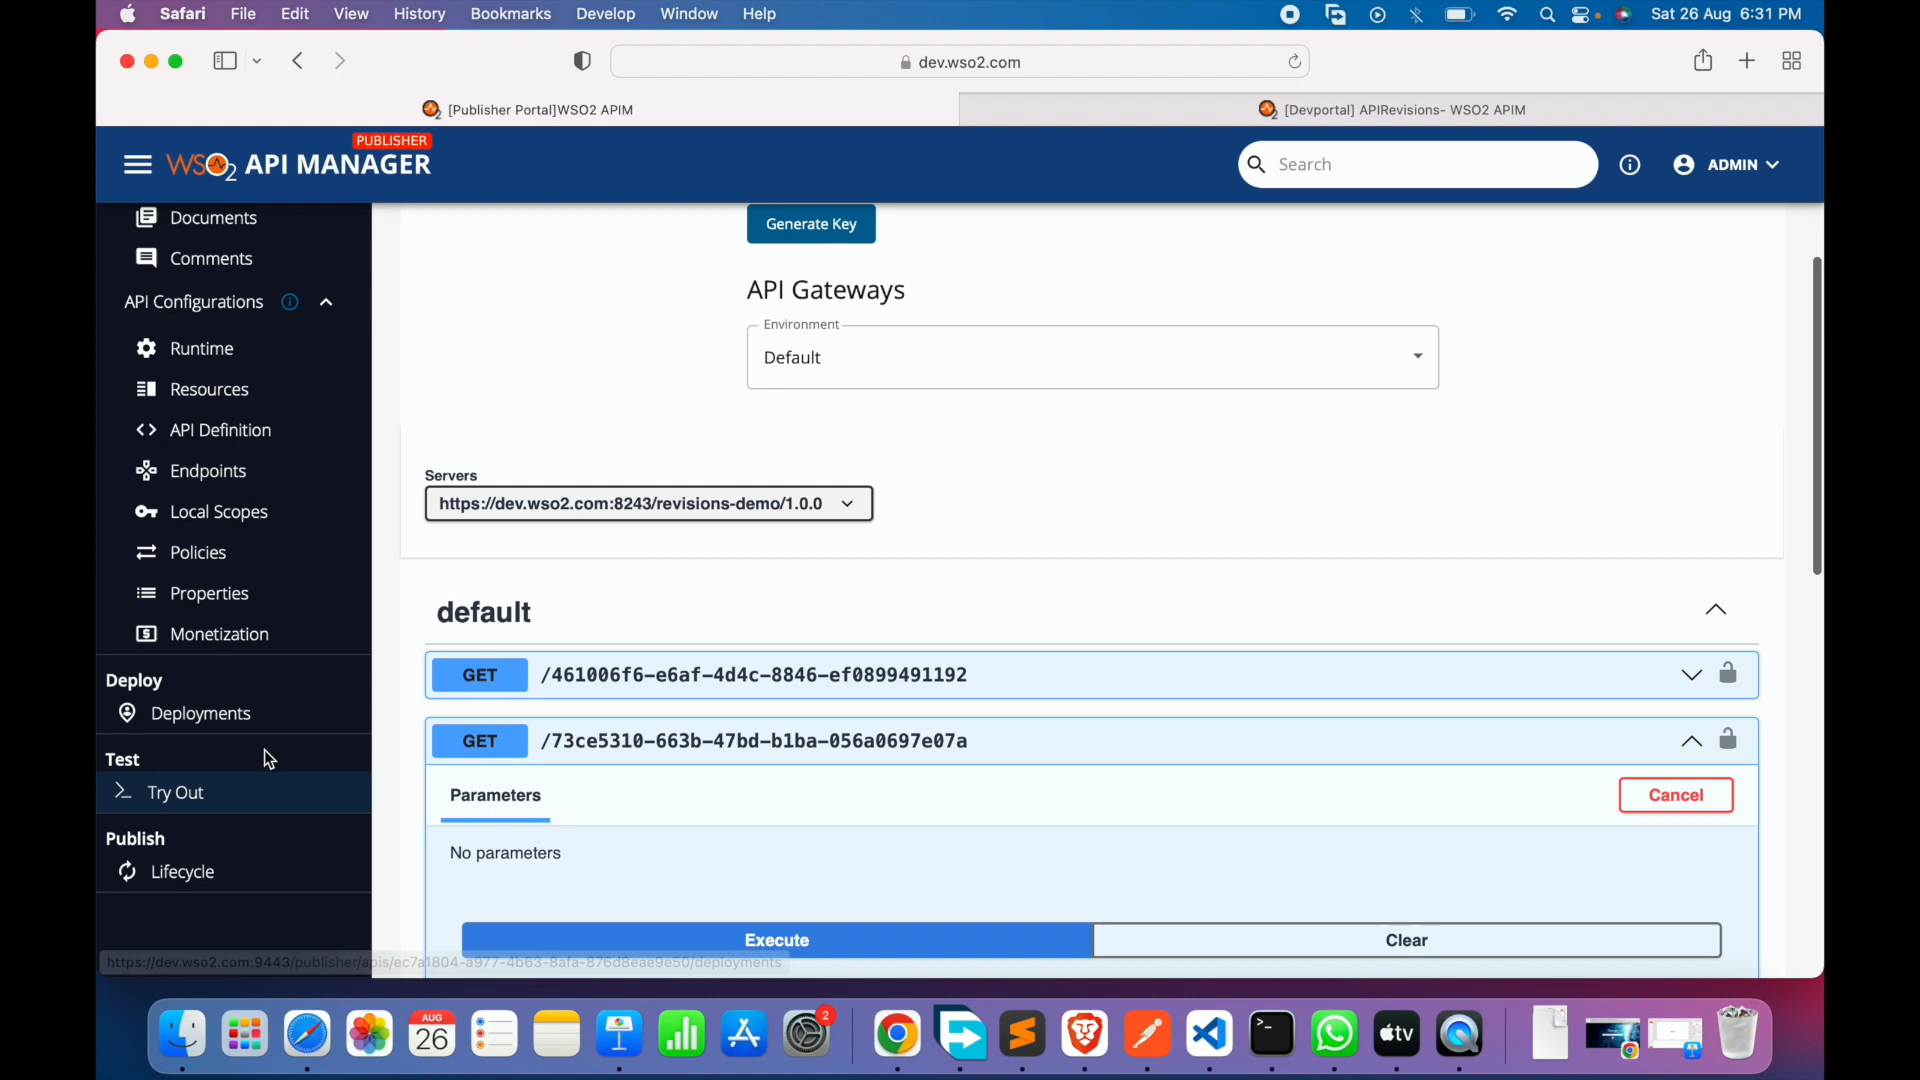 Safari File Edit View History Bookmarks Develop Window Help Sat 26 Aug 6:31 PM
dev.wso2.com
[Publisher Portal]WSO2 APIM
[Devportal] APIRevisions- WSO2 APIM
PUBLISHER
WSO2 API MANAGER
Search
ADMIN
Documents
Comments
API Configurations
Runtime
Resources
API Definition
Endpoints
Local Scopes
Policies
Properties
Monetization
Deploy
Deployments
Test
Try Out
Publish
Lifecycle
Generate Key
API Gateways
Environment
Default
Servers
https://dev.wso2.com:8243/revisions-demo/1.0.0
default
GET /461006f6-e6af-4d4c-8846-ef0899491192
GET /73ce5310-663b-47bd-b1ba-056a0697e07a
Parameters
Cancel
No parameters
Execute
Clear
https://dev.wso2.com:9443/publisher/apis/ec7a1804-a977-4b63-8afa-876d8eae9e50/deployments
AUG
26
2
tv